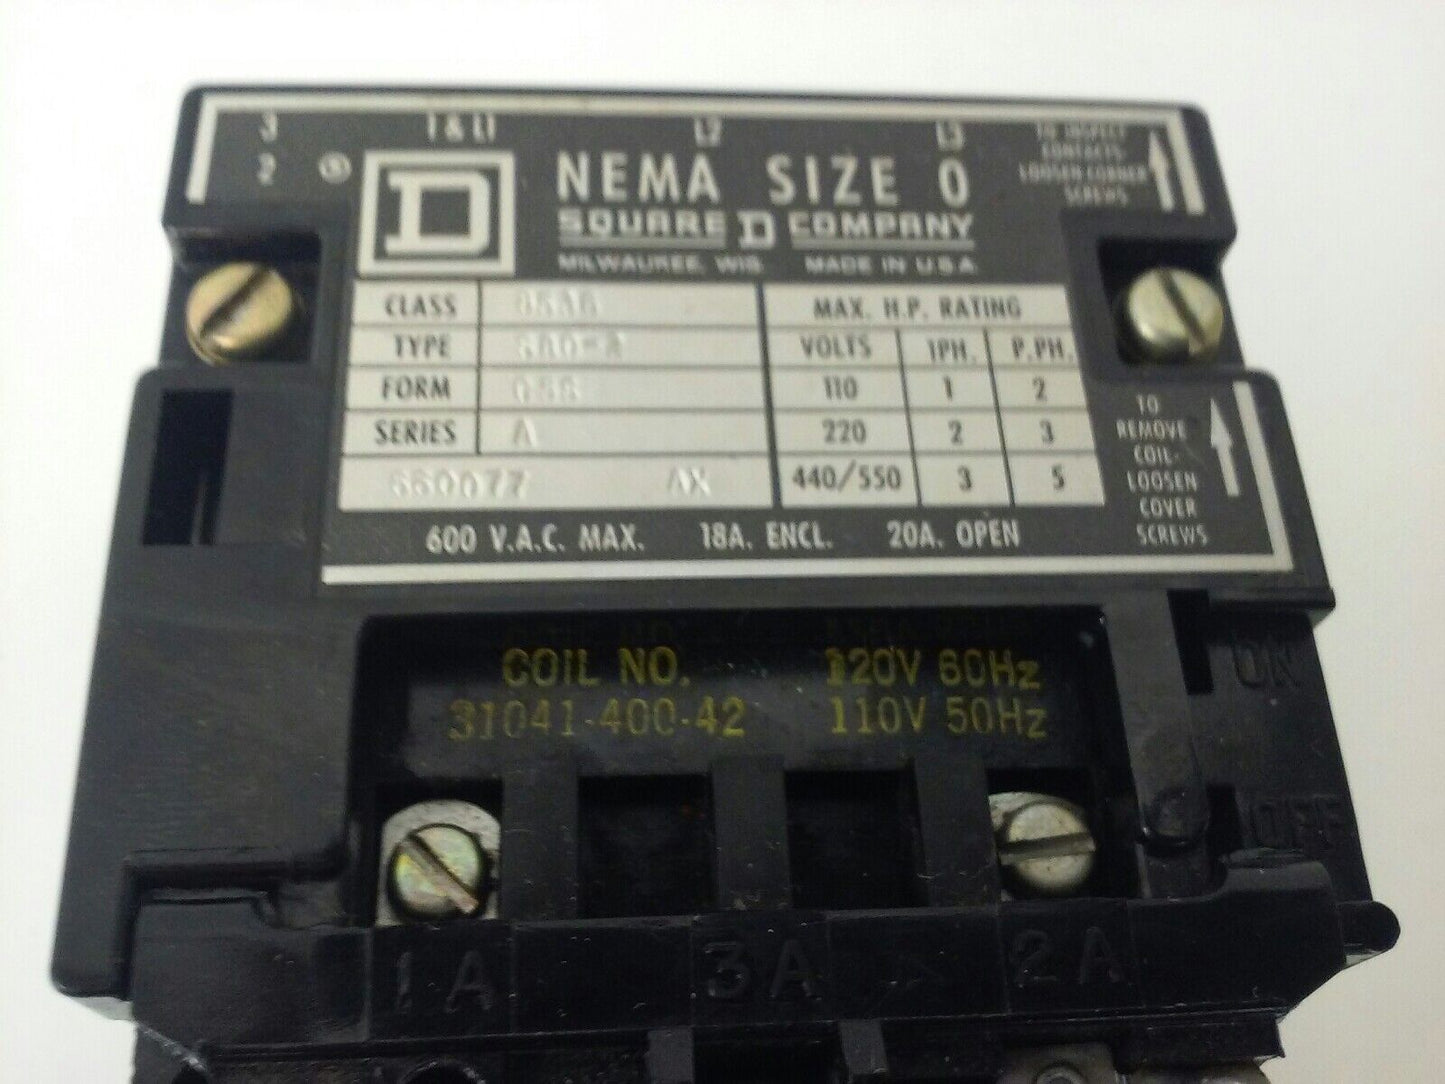 3 1 & L1 L2 L3
2 D NEMA SIZE 0
SQUARE D COMPANY
MILWAUKEE, WIS. MADE IN U.S.A.
TO INSPECT
CONTACTS-
LOOSEN CORNER
SCREWS
CLASS MAX. H.P. RATING
TYPE VOLTS 1PH. P.PH.
FORM 110 1 2
SERIES A 220 2 3
AX 440/550 3 5
600 V.A.C. MAX. 18A. ENCL. 20A. OPEN
TO
REMOVE
COIL-
LOOSEN
COVER
SCREWS
COIL NO. 120V 60Hz
31041-400-42 110V 50Hz
ON
OFF
1A 3A 2A